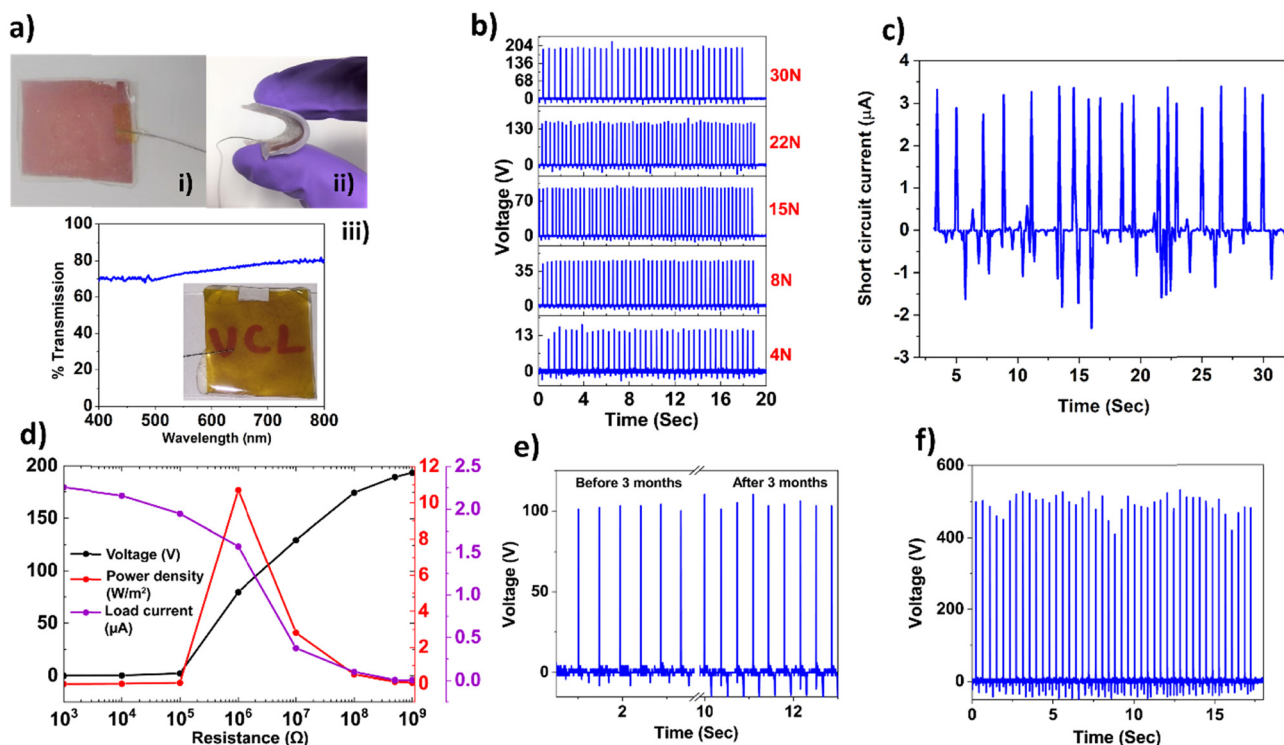 a)
i)
ii)
iii)
80
100
80
60
40
20
0
% Transmission
UCL
400 500 600 700 800
Wavelength (nm)
b)
204
136
68
0
30N
130
0
22N
70
0
15N
35
0
8N
13
0
4N
Voltage (V)
0 4 8 12 16 20
Time (Sec)
c)
4
3
2
1
0
-1
-2
-3
Short circuit current (μA)
5 10 15 20 25 30
Time (Sec)
d)
200
150
100
50
0
Voltage (V)
Power density
(W/m²)
Load current
(μA)
12
10
8
6
4
2
0
2.5
2.0
1.5
1.0
0.5
0.0
10³ 10⁴ 10⁵ 10⁶ 10⁷ 10⁸ 10⁹
Resistance (Ω)
e)
Before 3 months After 3 months
100
50
0
Voltage (V)
2 10 12
Time (Sec)
f)
600
400
200
0
Voltage (V)
0 5 10 15
Time (Sec)